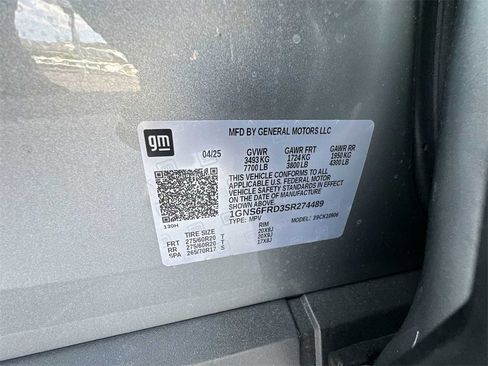 gm
MFD BY GENERAL MOTORS LLC
04/25 GVWR GAWR FRT GAWR RR
3493 KG 1724 KG 1950 KG
7700 LB 3800 LB 4300 LB
THIS VEHICLE CONFORMS TO ALL
APPLICABLE U.S. FEDERAL MOTOR
VEHICLE SAFETY STANDARDS IN EFFECT
ON THE DATE OF MANUFACTURE SHOWN ABOVE.
1GNS6FRD3SR274489
130H TYPE: MPV MODEL:
TIRE SIZE RIM
FRT 275/60R20 T 20X9J
RR 275/60R20 T 20X9J
SPA 265/70R17 S 17X8J